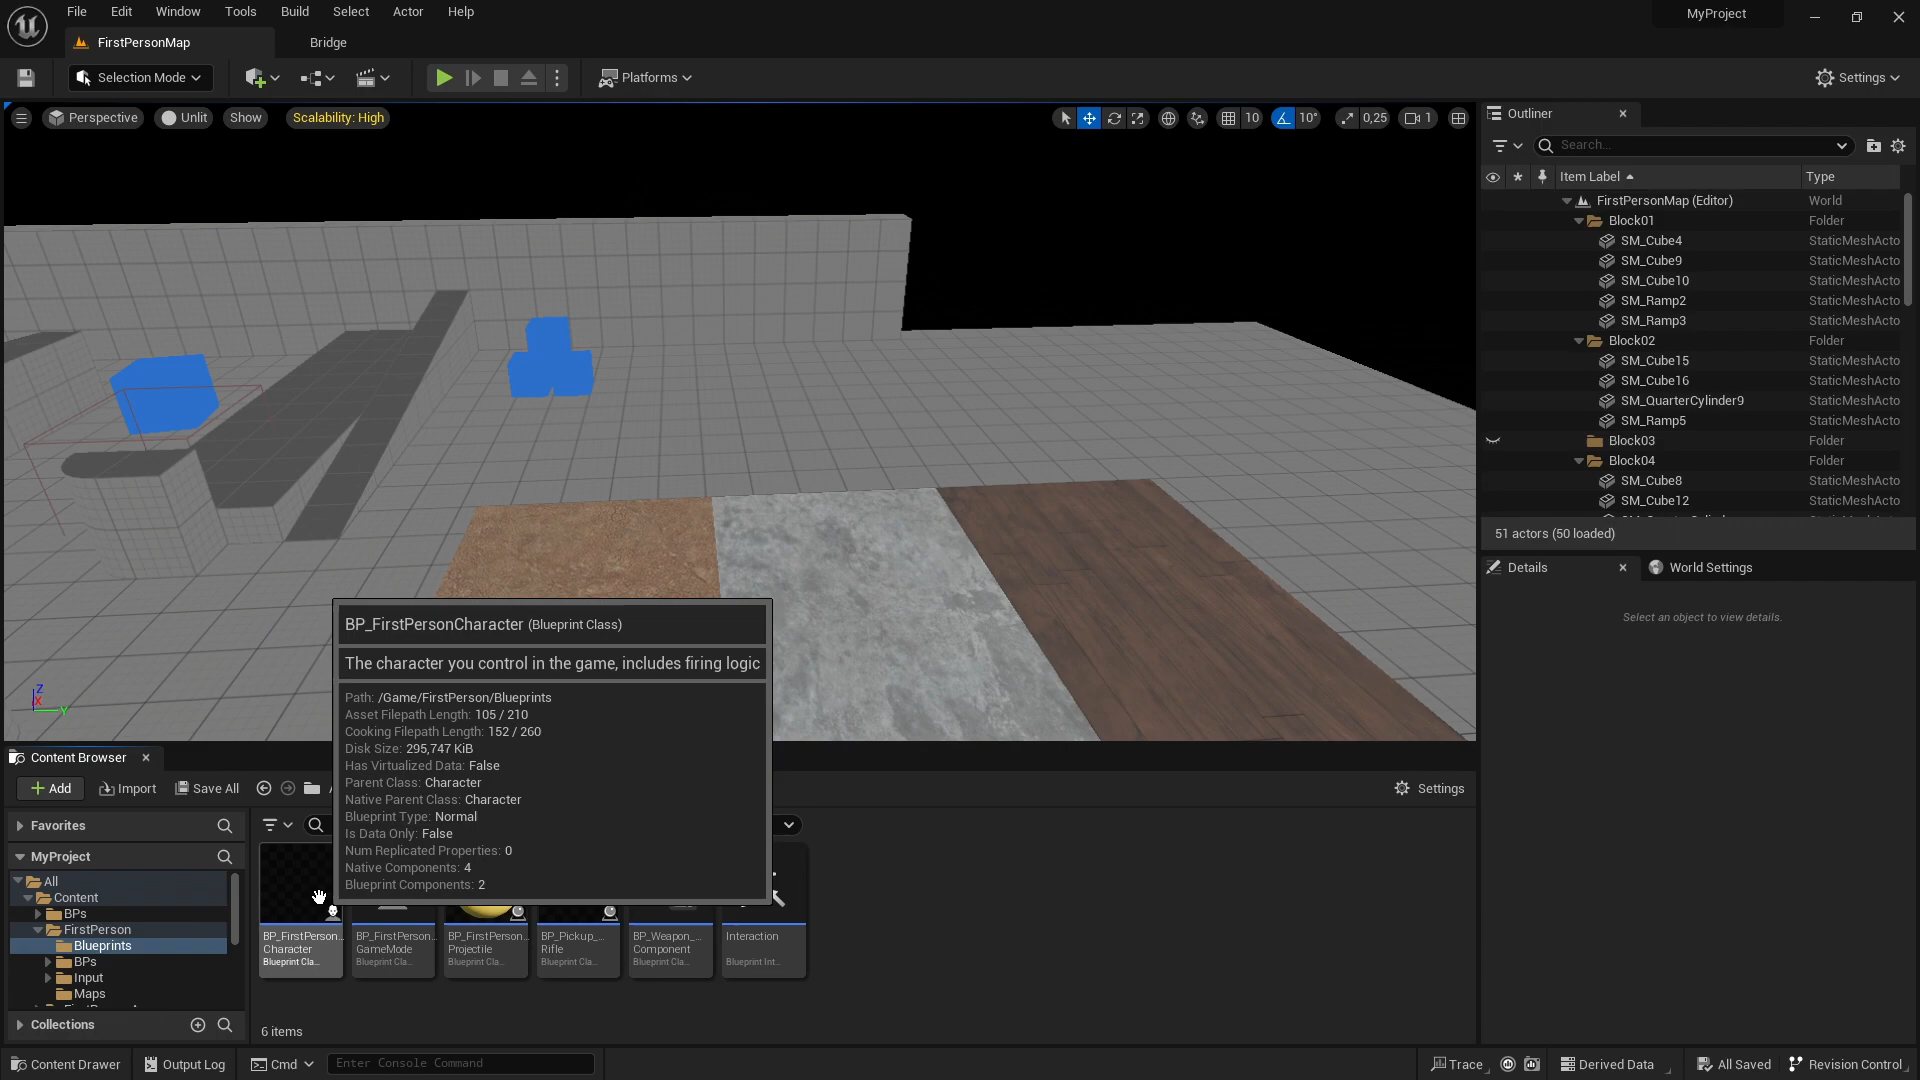 File Edit Window Tools Build Select Actor Help
MyProject
FirstPersonMap
Bridge
Selection Mode
Platforms
Settings
Perspective
Unlit
Show
Scalability: High
10
10°
0,25
1
Outliner
Search...
Item Label
Type
FirstPersonMap (Editor) World
Block01 Folder
SM_Cube4 StaticMeshActo
SM_Cube9 StaticMeshActo
SM_Cube10 StaticMeshActo
SM_Ramp2 StaticMeshActo
SM_Ramp3 StaticMeshActo
Block02 Folder
SM_Cube15 StaticMeshActo
SM_Cube16 StaticMeshActo
SM_QuarterCylinder9 StaticMeshActo
SM_Ramp5 StaticMeshActo
Block03 Folder
Block04 Folder
SM_Cube8 StaticMeshActo
SM_Cube12 StaticMeshActo
51 actors (50 loaded)
Details
World Settings
Select an object to view details.
BP_FirstPersonCharacter (Blueprint Class)
The character you control in the game, includes firing logic
Path: /Game/FirstPerson/Blueprints
Asset Filepath Length: 105 / 210
Cooking Filepath Length: 152 / 260
Disk Size: 295,747 KiB
Has Virtualized Data: False
Parent Class: Character
Native Parent Class: Character
Blueprint Type: Normal
Is Data Only: False
Num Replicated Properties: 0
Native Components: 4
Blueprint Components: 2
Z
X
Y
Content Browser
Add
Import
Save All
Settings
Favorites
MyProject
All
Content
BPs
FirstPerson
Blueprints
BPs
Input
Maps
Collections
BP_FirstPerson...
Character
Blueprint Cla...
BP_FirstPerson...
GameMode
Blueprint Cla...
BP_FirstPerson...
Projectile
Blueprint Cla...
BP_Pickup_...
Rifle
Blueprint Cla...
BP_Weapon_...
Component
Blueprint Cla...
Interaction
Blueprint Int...
6 items
Content Drawer
Output Log
Cmd
Enter Console Command
Trace
Derived Data
All Saved
Revision Control